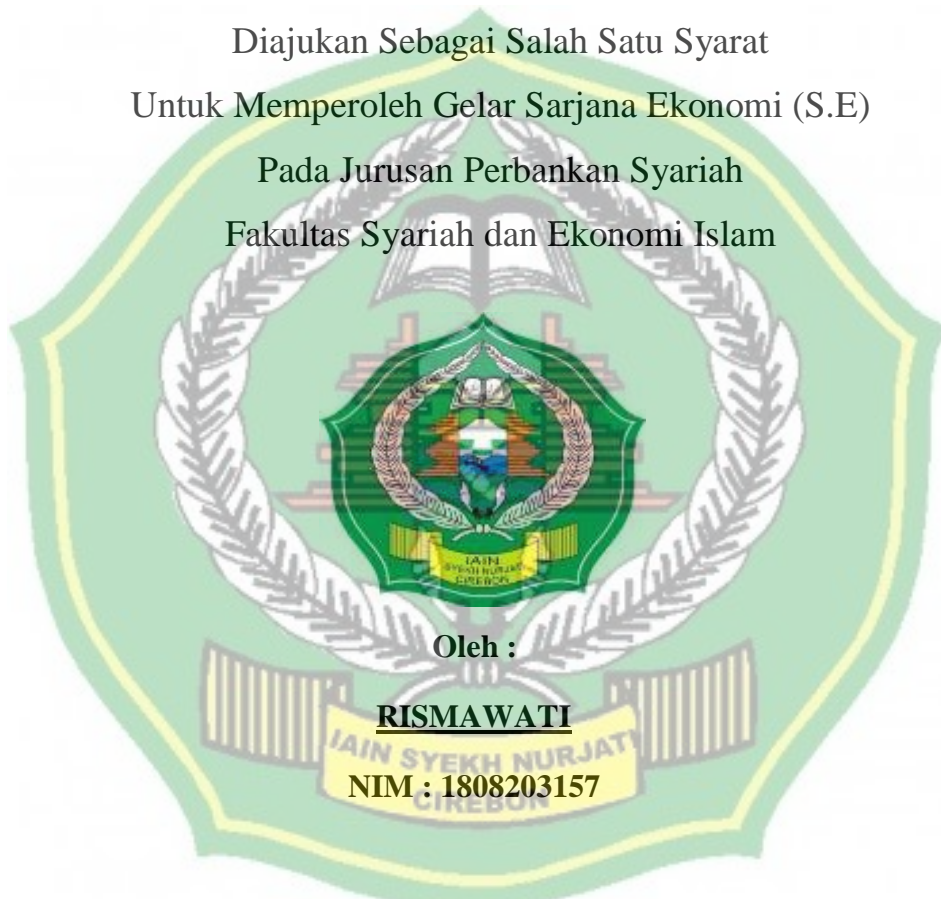 Diajukan Sebagai Salah Satu Syarat
Untuk Memperoleh Gelar Sarjana Ekonomi (S.E)
Pada Jurusan Perbankan Syariah
Fakultas Syariah dan Ekonomi Islam
IAIN
SYEKH NURJATI
CIREBON
Oleh :
RISMAWATI
IAIN SYEKH NURJATI
NIM : 1808203157
CIREBON